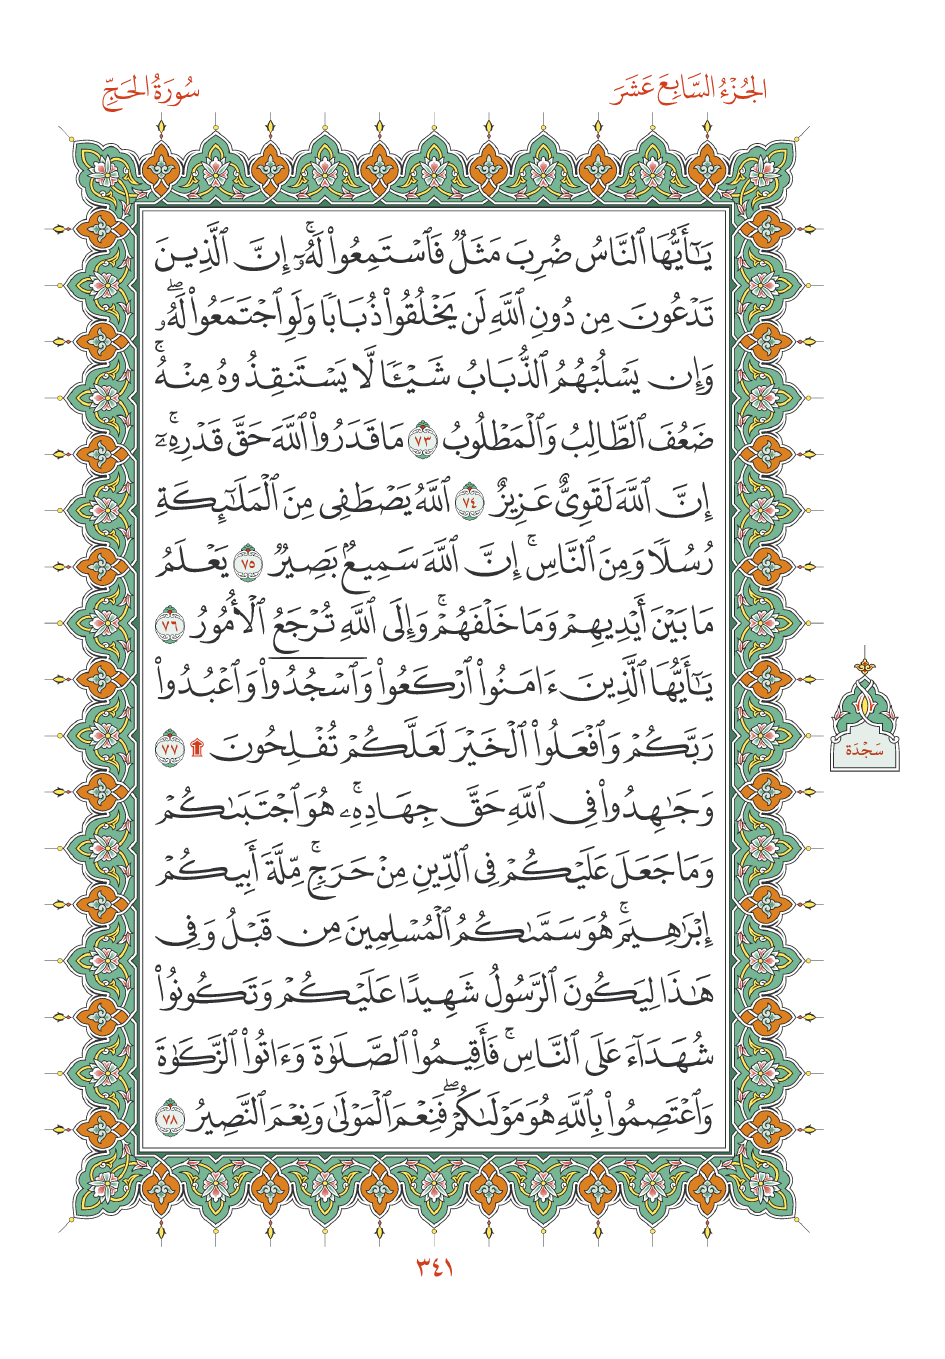 الجُزْءُ السَّابِعَ عَشَرَ
سُورَةُ الحَجِّ
يَٰٓأَيُّهَا ٱلنَّاسُ ضُرِبَ مَثَلٌ فَٱسْتَمِعُوا۟ لَهُۥٓ ۚ إِنَّ ٱلَّذِينَ
تَدْعُونَ مِن دُونِ ٱللَّهِ لَن يَخْلُقُوا۟ ذُبَابًا وَلَوِ ٱجْتَمَعُوا۟ لَهُۥ ۖ
وَإِن يَسْلُبْهُمُ ٱلذُّبَابُ شَيْـًٔا لَّا يَسْتَنقِذُوهُ مِنْهُ ۚ
ضَعُفَ ٱلطَّالِبُ وَٱلْمَطْلُوبُ ٧٣ مَا قَدَرُوا۟ ٱللَّهَ حَقَّ قَدْرِهِۦٓ ۚ
إِنَّ ٱللَّهَ لَقَوِىٌّ عَزِيزٌ ٧٤ ٱللَّهُ يَصْطَفِى مِنَ ٱلْمَلَٰٓئِكَةِ
رُسُلًا وَمِنَ ٱلنَّاسِ ۚ إِنَّ ٱللَّهَ سَمِيعٌۢ بَصِيرٌ ٧٥ يَعْلَمُ
مَا بَيْنَ أَيْدِيهِمْ وَمَا خَلْفَهُمْ ۚ وَإِلَى ٱللَّهِ تُرْجَعُ ٱلْأُمُورُ ٧٦
يَٰٓأَيُّهَا ٱلَّذِينَ ءَامَنُوا۟ ٱرْكَعُوا۟ وَٱسْجُدُوا۟ وَٱعْبُدُوا۟
رَبَّكُمْ وَٱفْعَلُوا۟ ٱلْخَيْرَ لَعَلَّكُمْ تُفْلِحُونَ ۩ ٧٧
سَجْدَة
وَجَٰهِدُوا۟ فِى ٱللَّهِ حَقَّ جِهَادِهِۦ ۚ هُوَ ٱجْتَبَىٰكُمْ
وَمَا جَعَلَ عَلَيْكُمْ فِى ٱلدِّينِ مِنْ حَرَجٍ ۚ مِّلَّةَ أَبِيكُمْ
إِبْرَٰهِيمَ ۚ هُوَ سَمَّىٰكُمُ ٱلْمُسْلِمِينَ مِن قَبْلُ وَفِى
هَٰذَا لِيَكُونَ ٱلرَّسُولُ شَهِيدًا عَلَيْكُمْ وَتَكُونُوا۟
شُهَدَآءَ عَلَى ٱلنَّاسِ ۚ فَأَقِيمُوا۟ ٱلصَّلَوٰةَ وَءَاتُوا۟ ٱلزَّكَوٰةَ
وَٱعْتَصِمُوا۟ بِٱللَّهِ هُوَ مَوْلَىٰكُمْ ۖ فَنِعْمَ ٱلْمَوْلَىٰ وَنِعْمَ ٱلنَّصِيرُ ٧٨
٣٤١